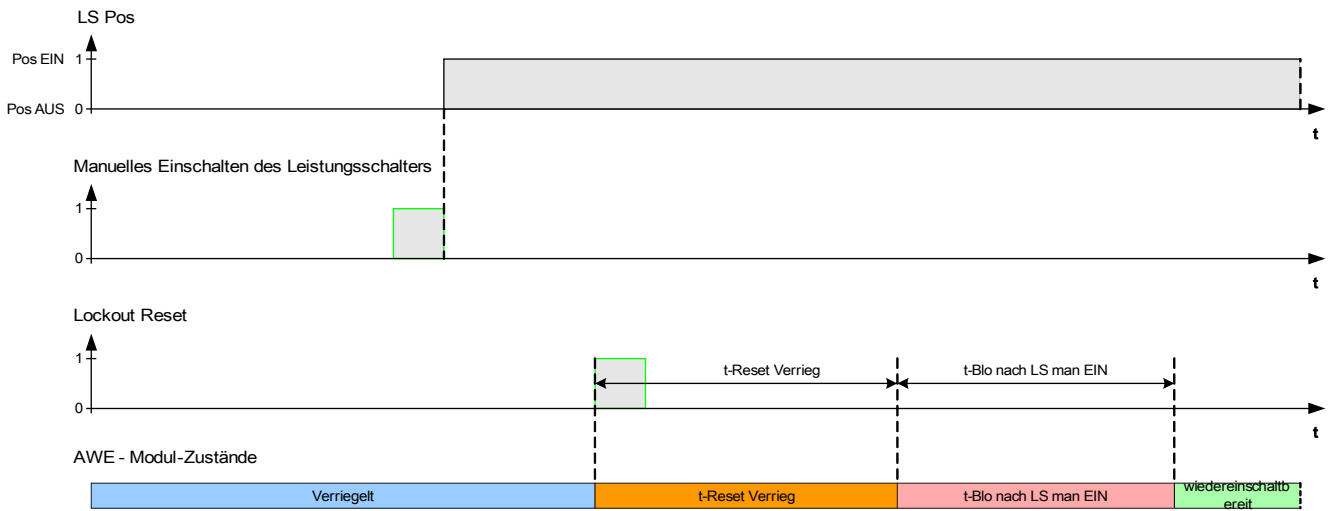 LS Pos
Pos EIN 1
Pos AUS 0
t
Manuelles Einschalten des Leistungsschalters
1
0
t
Lockout Reset
1
t-Reset Verrieg t-Blo nach LS man EIN
0
t
AWE - Modul-Zustände
Verriegelt t-Reset Verrieg t-Blo nach LS man EIN wiedereinschaltb
ereit